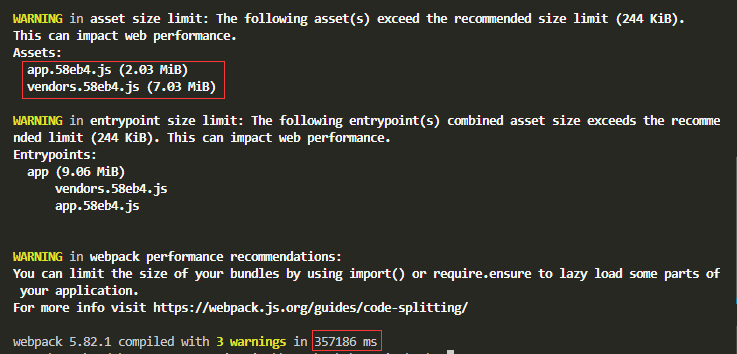 WARNING in asset size limit: The following asset(s) exceed the recommended size limit (244 KiB).
This can impact web performance.
Assets:
app.58eb4.js (2.03 MiB)
vendors.58eb4.js (7.03 MiB)
WARNING in entrypoint size limit: The following entrypoint(s) combined asset size exceeds the recomme
nded limit (244 KiB). This can impact web performance.
Entrypoints:
app (9.06 MiB)
vendors.58eb4.js
app.58eb4.js
WARNING in webpack performance recommendations:
You can limit the size of your bundles by using import() or require.ensure to lazy load some parts of
your application.
For more info visit https://webpack.js.org/guides/code-splitting/
webpack 5.82.1 compiled with 3 warnings in 357186 ms